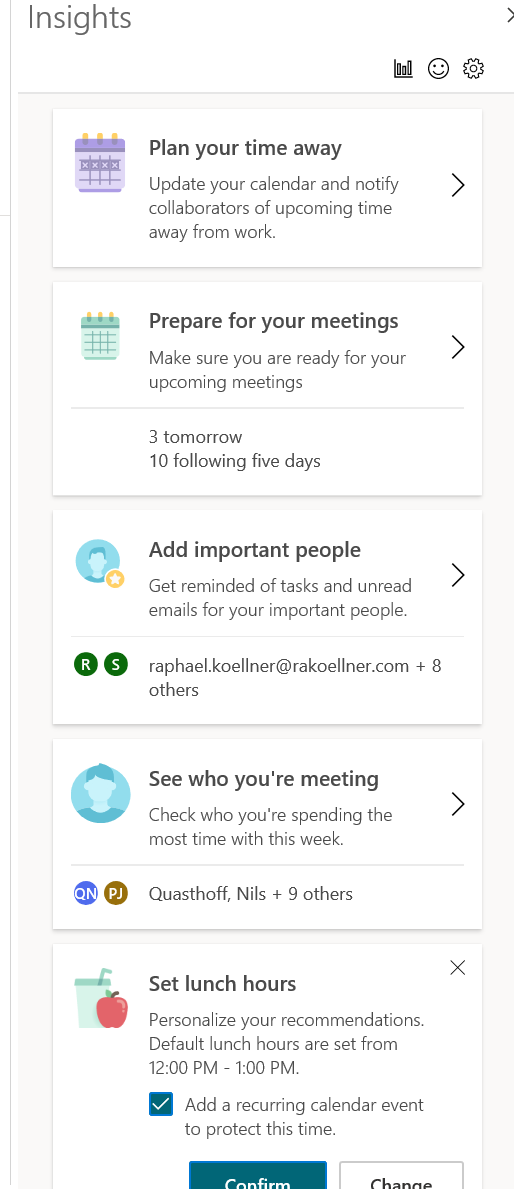 Insights
Plan your time away
Update your calendar and notify
collaborators of upcoming time
away from work.
Prepare for your meetings
Make sure you are ready for your
upcoming meetings
3 tomorrow
10 following five days
Add important people
Get reminded of tasks and unread
emails for your important people.
R S raphael.koellner@rakoellner.com + 8
others
See who you're meeting
Check who you're spending the
most time with this week.
QN PJ Quasthoff, Nils + 9 others
Set lunch hours
Personalize your recommendations.
Default lunch hours are set from
12:00 PM - 1:00 PM.
Add a recurring calendar event
to protect this time.
Confirm Change